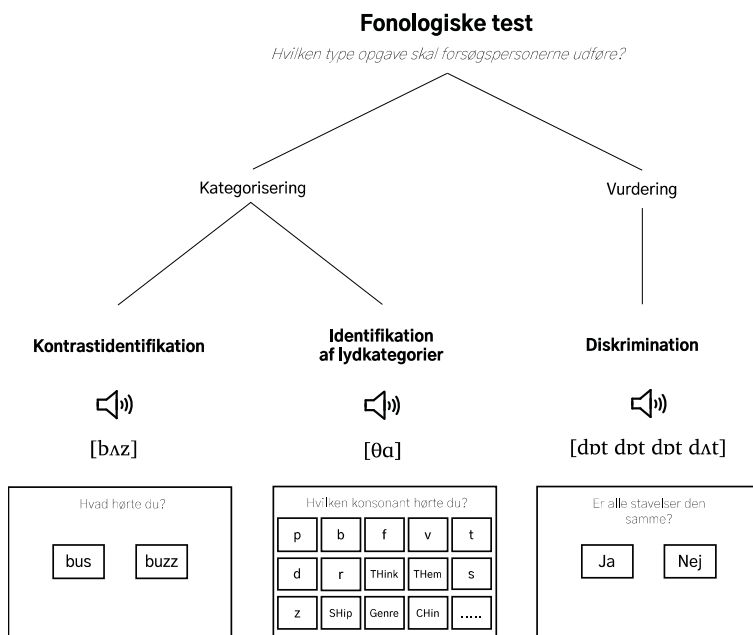 Fonologiske test
Hvilken type opgave skal forsøgspersonerne udføre?
Kategorisering
Vurdering
Kontrastidentifikation
Identifikation
af lydkategorier
Diskrimination
[bʌz]
[θɑ]
[dɒt dɒt dɒt dʌt]
Hvad hørte du?
bus
buzz
Hvilken konsonant hørte du?
p b f v t
d r THink THem s
z SHip Genre CHin .....
Er alle stavelser den
samme?
Ja
Nej